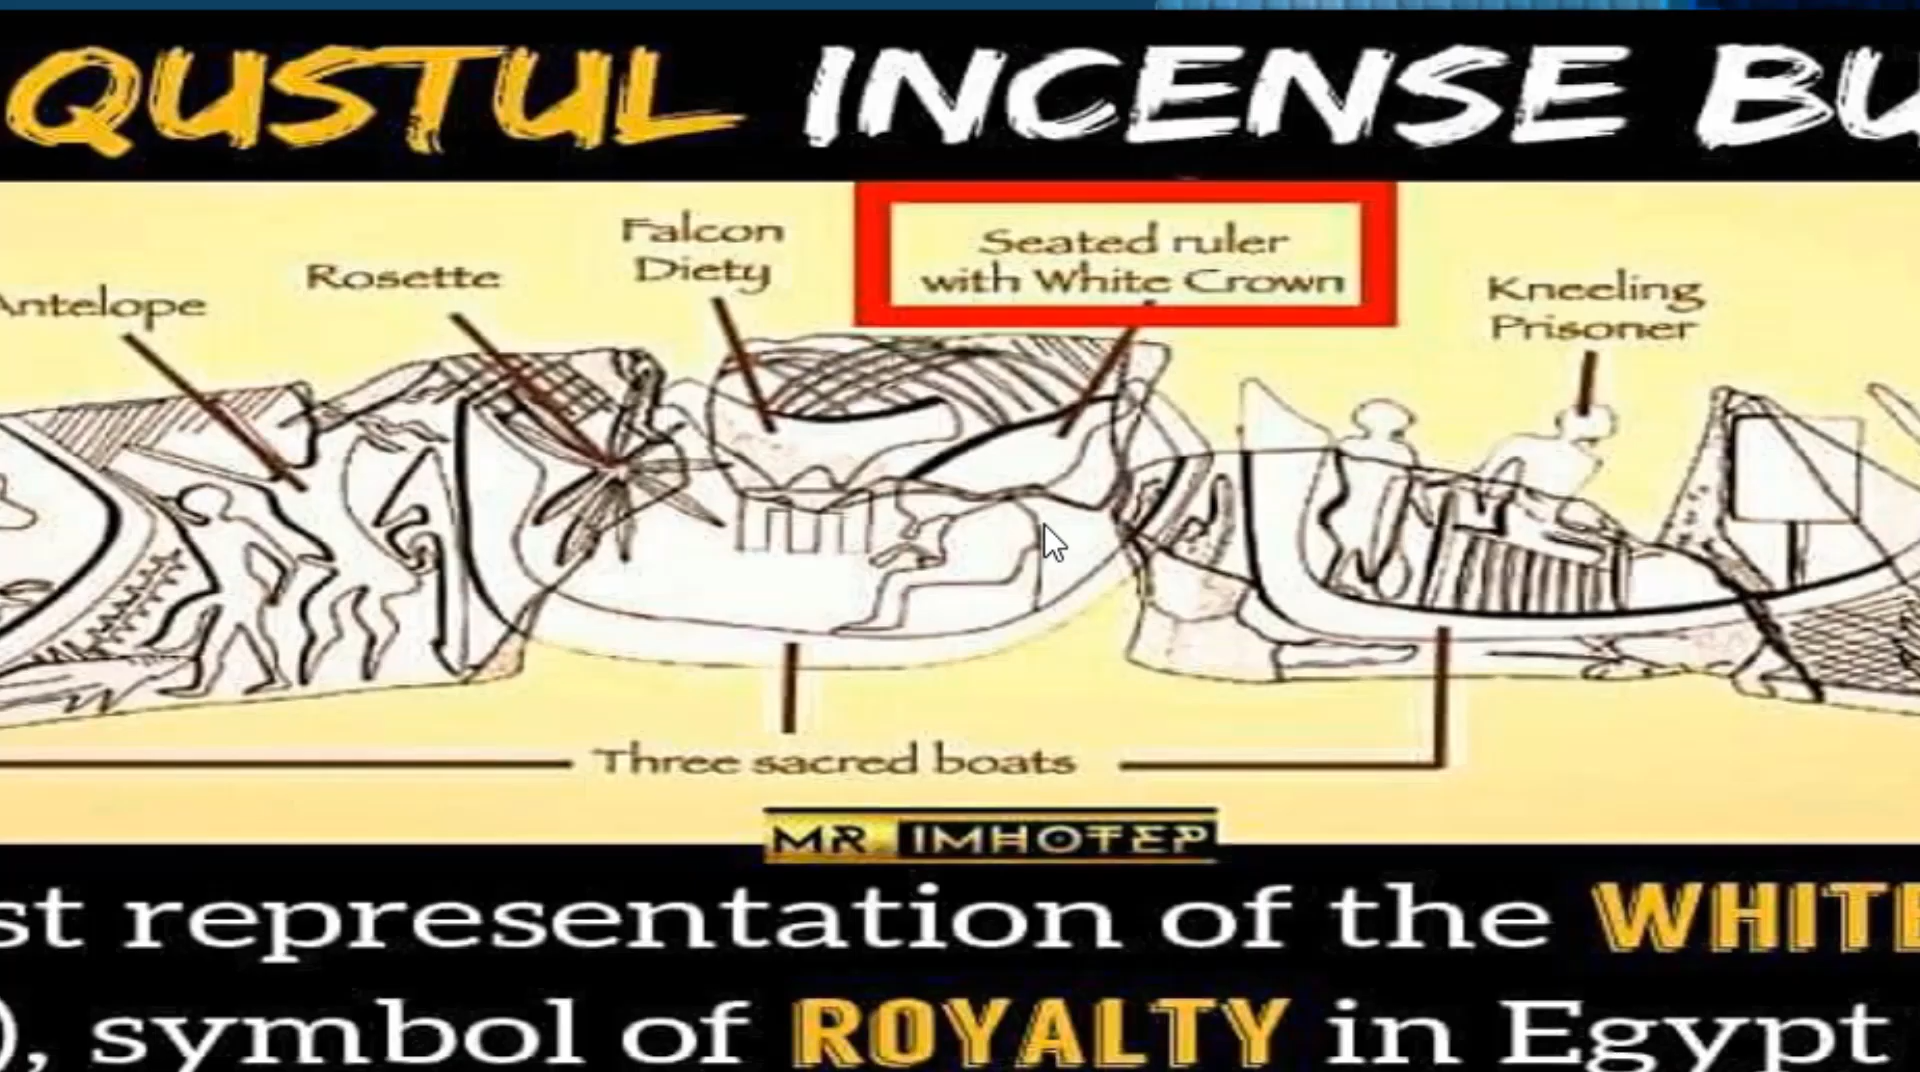 QUSTUL INCENSE BU
Falcon
Diety
Seated ruler
with White Crown
Rosette
Antelope
Kneeling
Prisoner
Three sacred boats
MR IMHOTEP
st representation of the WHITE
), symbol of ROYALTY in Egypt